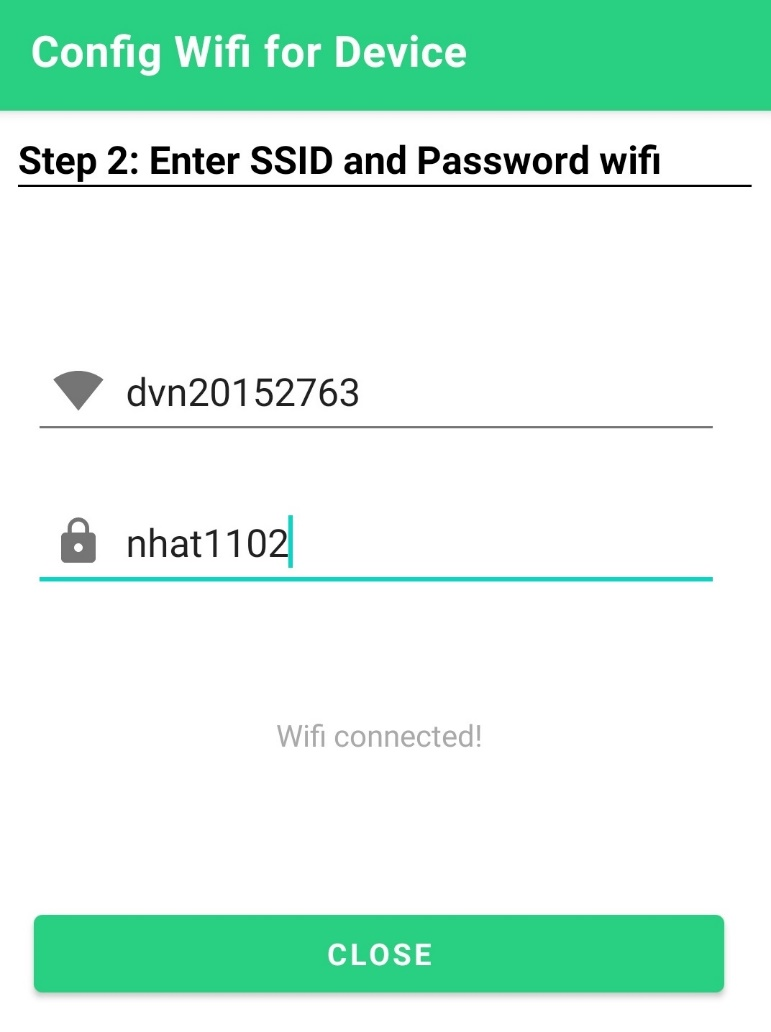 Config Wifi for Device
Step 2: Enter SSID and Password wifi
dvn20152763
nhat1102
Wifi connected!
CLOSE